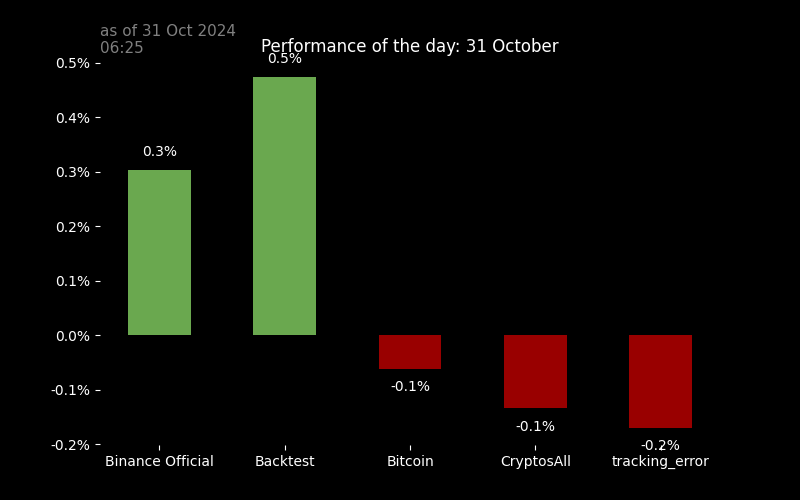 as of 31 Oct 2024
06:25
Performance of the day: 31 October
0.5%
0.4%
0.3%
0.2%
0.1%
0.0%
-0.1%
-0.2%
0.3%
0.5%
-0.1%
-0.1%
-0.2%
Binance Official
Backtest
Bitcoin
CryptosAll
tracking_error